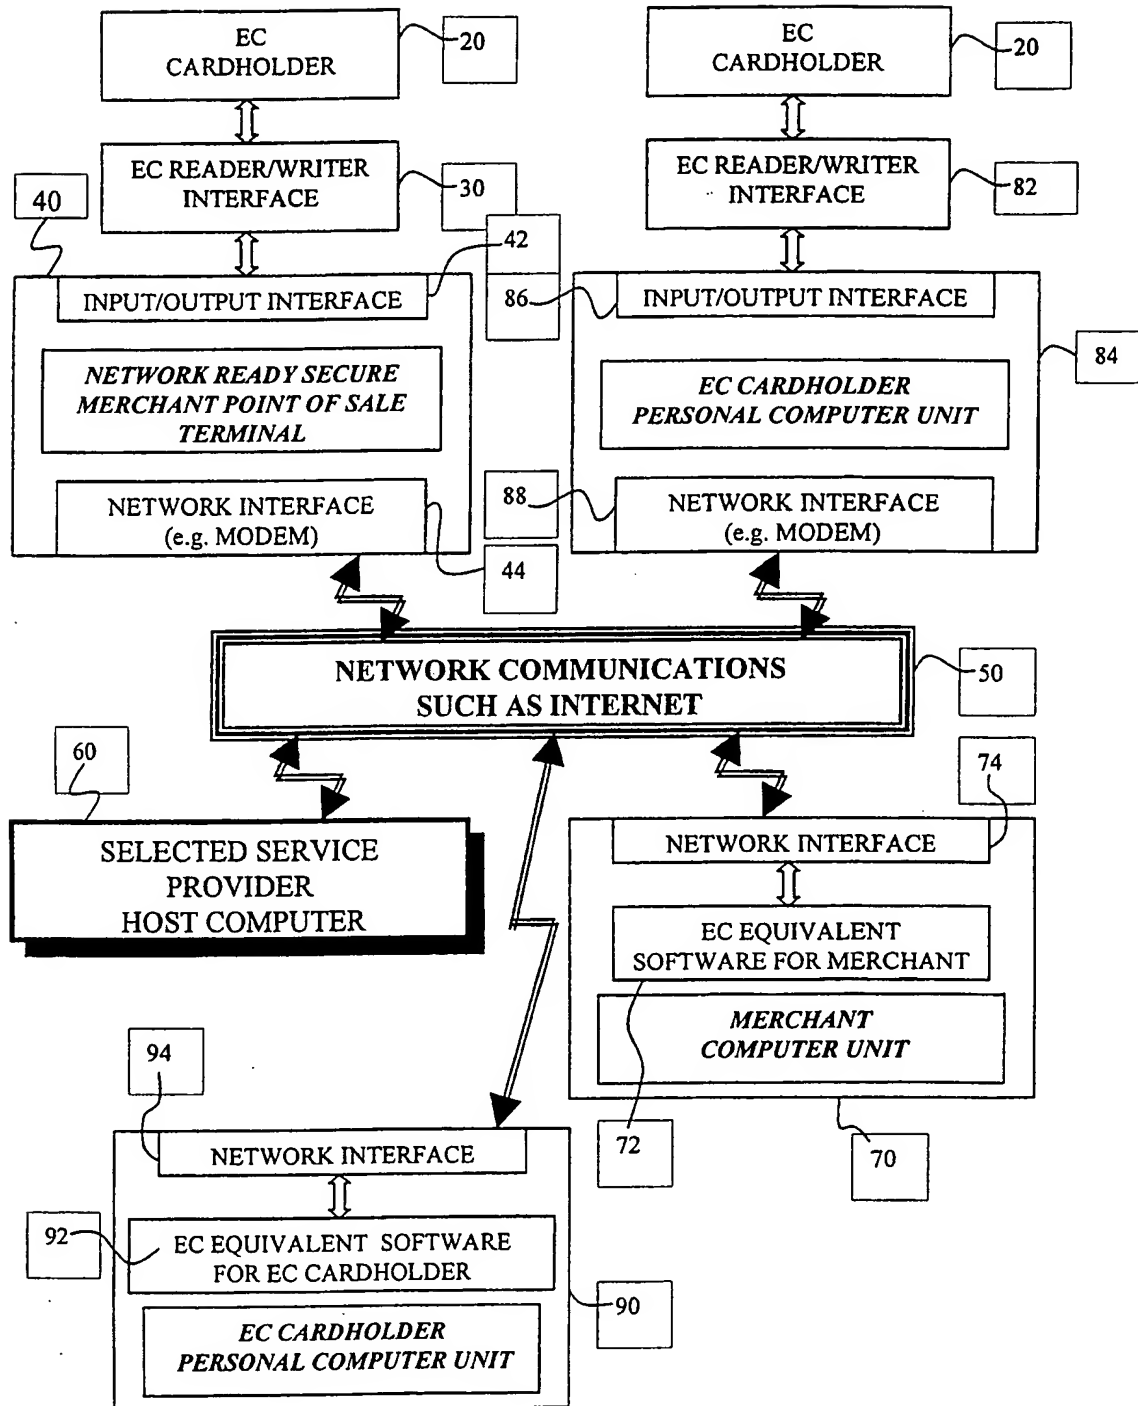 EC
CARDHOLDER
20
EC
CARDHOLDER
20
EC READER/WRITER
INTERFACE
30
EC READER/WRITER
INTERFACE
82
40
42
INPUT/OUTPUT INTERFACE
86
INPUT/OUTPUT INTERFACE
84
NETWORK READY SECURE
MERCHANT POINT OF SALE
TERMINAL
EC CARDHOLDER
PERSONAL COMPUTER UNIT
NETWORK INTERFACE
(e.g. MODEM)
88
NETWORK INTERFACE
(e.g. MODEM)
44
NETWORK COMMUNICATIONS
SUCH AS INTERNET
50
60
74
SELECTED SERVICE
PROVIDER
HOST COMPUTER
NETWORK INTERFACE
EC EQUIVALENT
SOFTWARE FOR MERCHANT
MERCHANT
COMPUTER UNIT
72
70
94
NETWORK INTERFACE
92
EC EQUIVALENT SOFTWARE
FOR EC CARDHOLDER
90
EC CARDHOLDER
PERSONAL COMPUTER UNIT